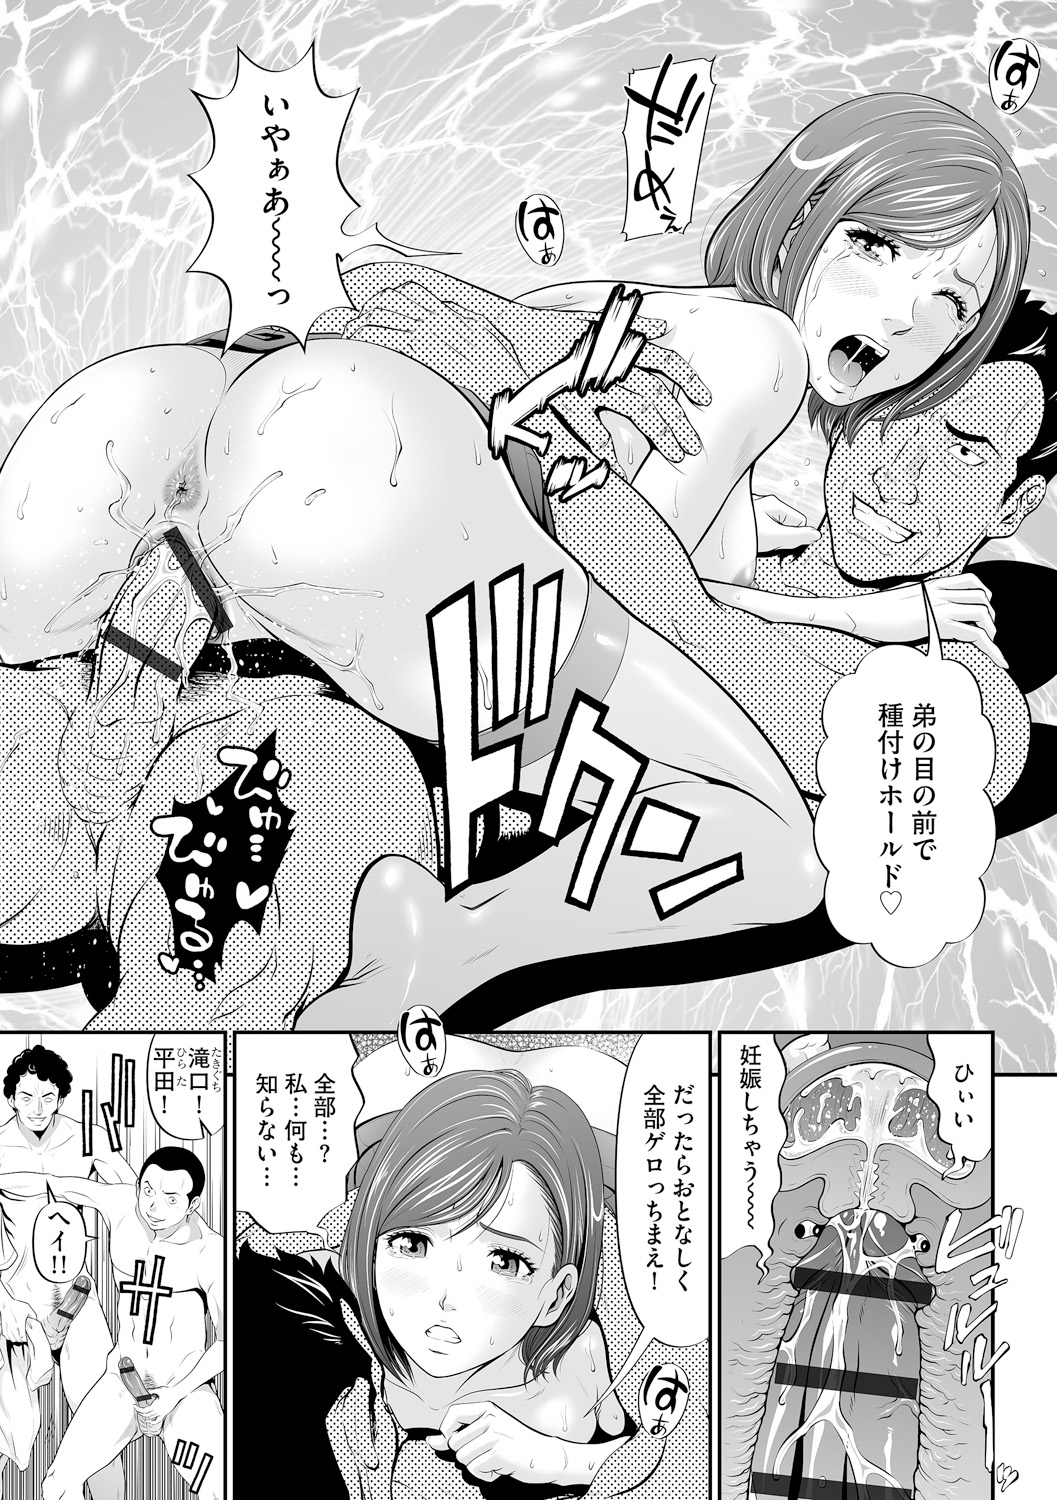 はぁ
だめぇ
はぁ
いやぁあ〜〜〜っ
弟の目の前で
種付けホールド♡
ドクン
びゅ…♡
びゅるる…
ひぃい
妊娠しちゃう〜〜〜
ビュルル
だったらおとなしく
全部ゲロっちまえ！
はぁ
全部…？
私…何も…
知らない…
はぁ
滝口！
たきぐち
平田！
ひらた
ヘイ！！